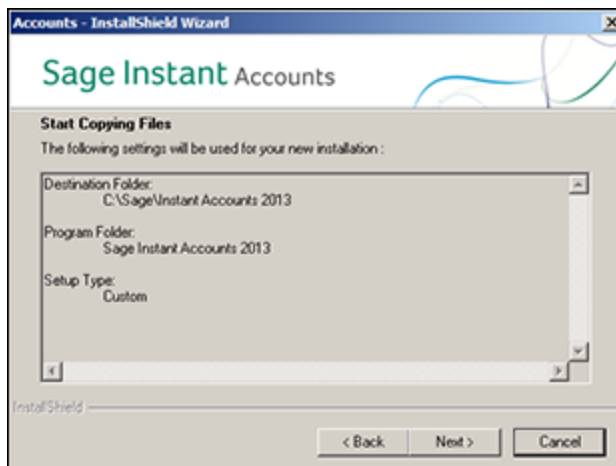 Accounts - InstallShield Wizard
Sage Instant Accounts
Start Copying Files
The following settings will be used for your new installation :
Destination Folder:
C:\Sage\Instant Accounts 2013
Program Folder:
Sage Instant Accounts 2013
Setup Type:
Custom
InstallShield
< Back
Next >
Cancel